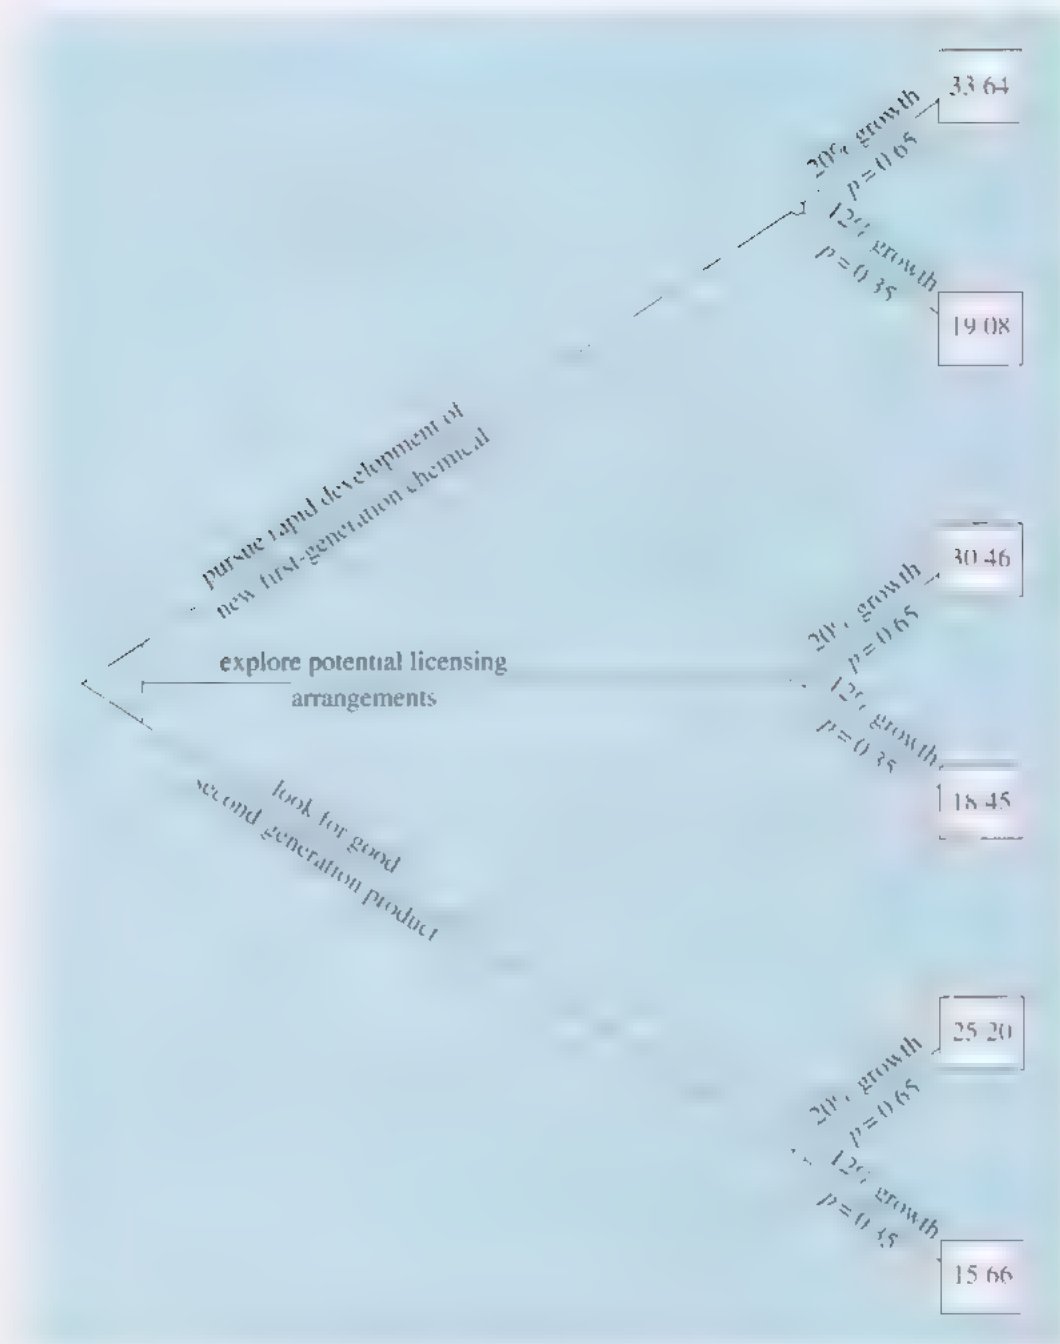 20% growth
p = 0.65
33.64
12% growth
p = 0.35
19.08
pursue rapid development of
new first-generation chemical
20% growth
p = 0.65
30.46
explore potential licensing
arrangements
12% growth
p = 0.35
18.45
look for good
second generation product
20% growth
p = 0.65
25.20
12% growth
p = 0.35
15.66